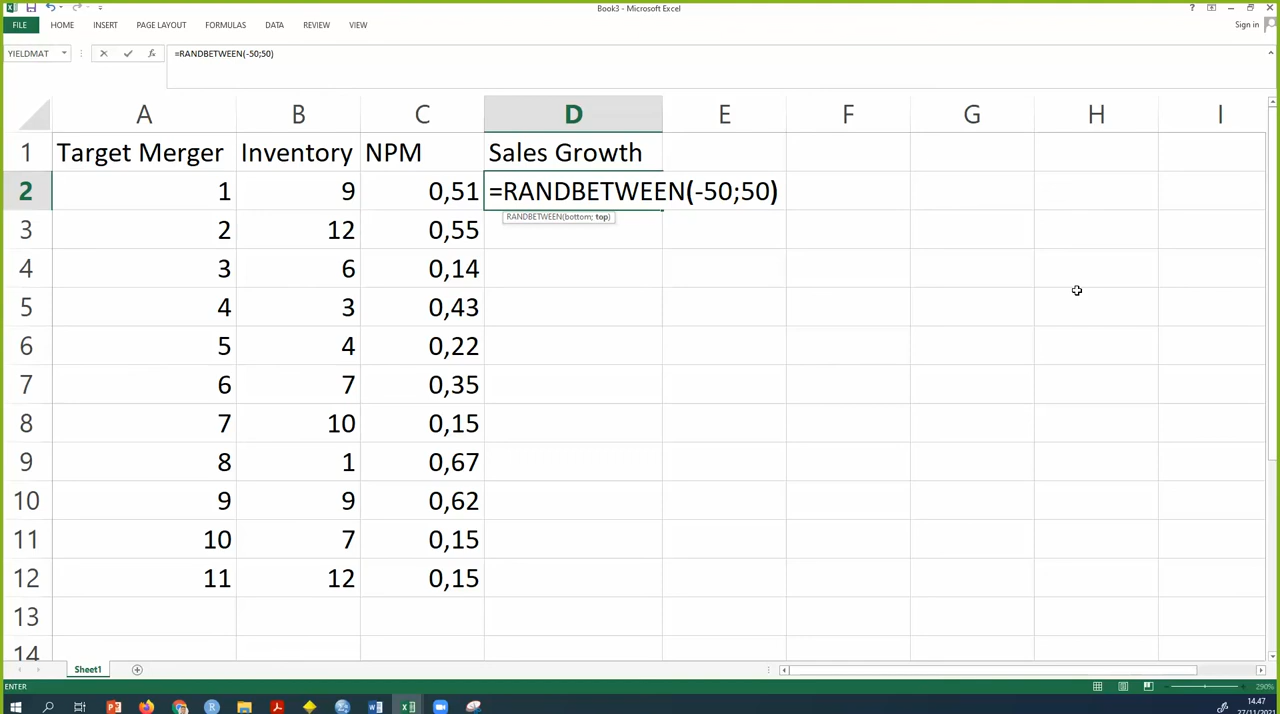 Book3 - Microsoft Excel
?
FILE HOME INSERT PAGE LAYOUT FORMULAS DATA REVIEW VIEW
Sign in
YIELDMAT fx =RANDBETWEEN(-50;50)
A B C D E F G H I
1 Target Merger Inventory NPM Sales Growth
2 1 9 0,51 =RANDBETWEEN(-50;50)
RANDBETWEEN(bottom; top)
3 2 12 0,55
4 3 6 0,14
5 4 3 0,43
6 5 4 0,22
7 6 7 0,35
8 7 10 0,15
9 8 1 0,67
10 9 9 0,62
11 10 7 0,15
12 11 12 0,15
13
14
Sheet1
ENTER
290%
14.47
27/11/2021